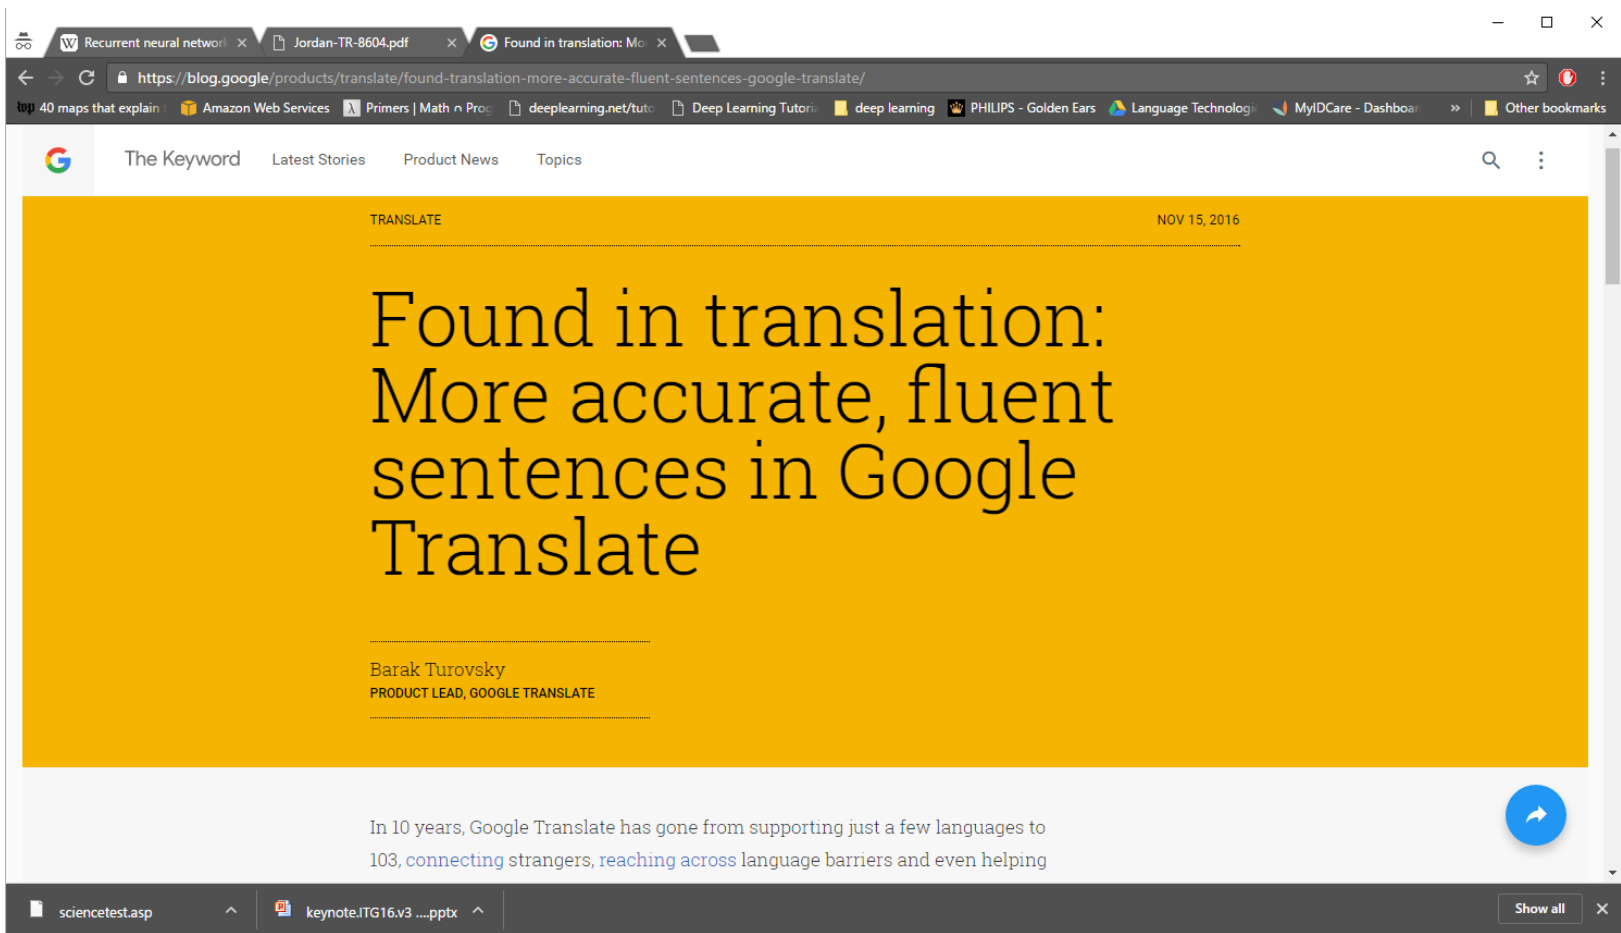 Recurrent neural networ
Jordan-TR-8604.pdf
Found in translation: Mo
https://blog.google/products/translate/found-translation-more-accurate-fluent-sentences-google-translate/
40 maps that explain
Amazon Web Services
Primers | Math ∩ Prog
deeplearning.net/tuto
Deep Learning Tutori
deep learning
PHILIPS - Golden Ears
Language Technologi
MyIDCare - Dashboar
»
Other bookmarks
The Keyword
Latest Stories
Product News
Topics
TRANSLATE
NOV 15, 2016
Found in translation:
More accurate, fluent
sentences in Google
Translate
Barak Turovsky
PRODUCT LEAD, GOOGLE TRANSLATE
In 10 years, Google Translate has gone from supporting just a few languages to
103, connecting strangers, reaching across language barriers and even helping
sciencetest.asp
keynote.ITG16.v3 ....pptx
Show all